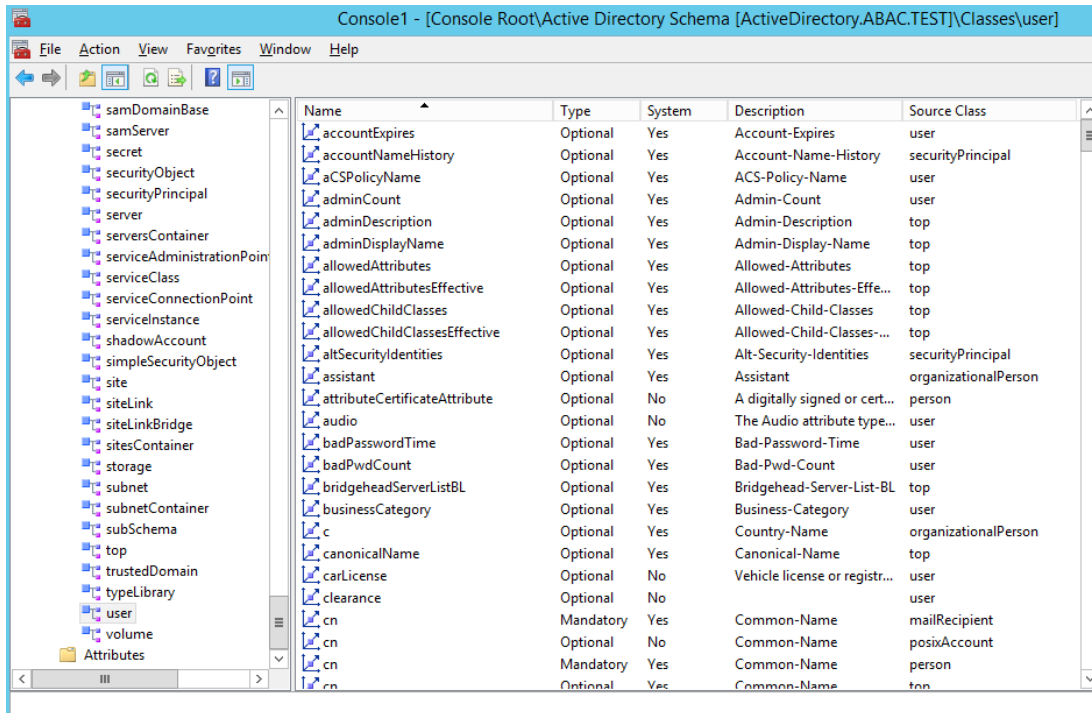 Console1 - [Console Root\Active Directory Schema [ActiveDirectory.ABAC.TEST]\Classes\user]
File Action View Favorites Window Help
samDomainBase
samServer
secret
securityObject
securityPrincipal
server
serversContainer
serviceAdministrationPoin
serviceClass
serviceConnectionPoint
serviceInstance
shadowAccount
simpleSecurityObject
site
siteLink
siteLinkBridge
sitesContainer
storage
subnet
subnetContainer
subSchema
top
trustedDomain
typeLibrary
user
volume
Attributes
Name Type System Description Source Class
accountExpires Optional Yes Account-Expires user
accountNameHistory Optional Yes Account-Name-History securityPrincipal
aCSPolicyName Optional Yes ACS-Policy-Name user
adminCount Optional Yes Admin-Count user
adminDescription Optional Yes Admin-Description top
adminDisplayName Optional Yes Admin-Display-Name top
allowedAttributes Optional Yes Allowed-Attributes top
allowedAttributesEffective Optional Yes Allowed-Attributes-Effe... top
allowedChildClasses Optional Yes Allowed-Child-Classes top
allowedChildClassesEffective Optional Yes Allowed-Child-Classes-... top
altSecurityIdentities Optional Yes Alt-Security-Identities securityPrincipal
assistant Optional Yes Assistant organizationalPerson
attributeCertificateAttribute Optional No A digitally signed or cert... person
audio Optional No The Audio attribute type... user
badPasswordTime Optional Yes Bad-Password-Time user
badPwdCount Optional Yes Bad-Pwd-Count user
bridgeheadServerListBL Optional Yes Bridgehead-Server-List-BL top
businessCategory Optional Yes Business-Category user
c Optional Yes Country-Name organizationalPerson
canonicalName Optional Yes Canonical-Name top
carLicense Optional No Vehicle license or registr... user
clearance Optional No user
cn Mandatory Yes Common-Name mailRecipient
cn Optional No Common-Name posixAccount
cn Mandatory Yes Common-Name person
cn Optional Yes Common-Name top